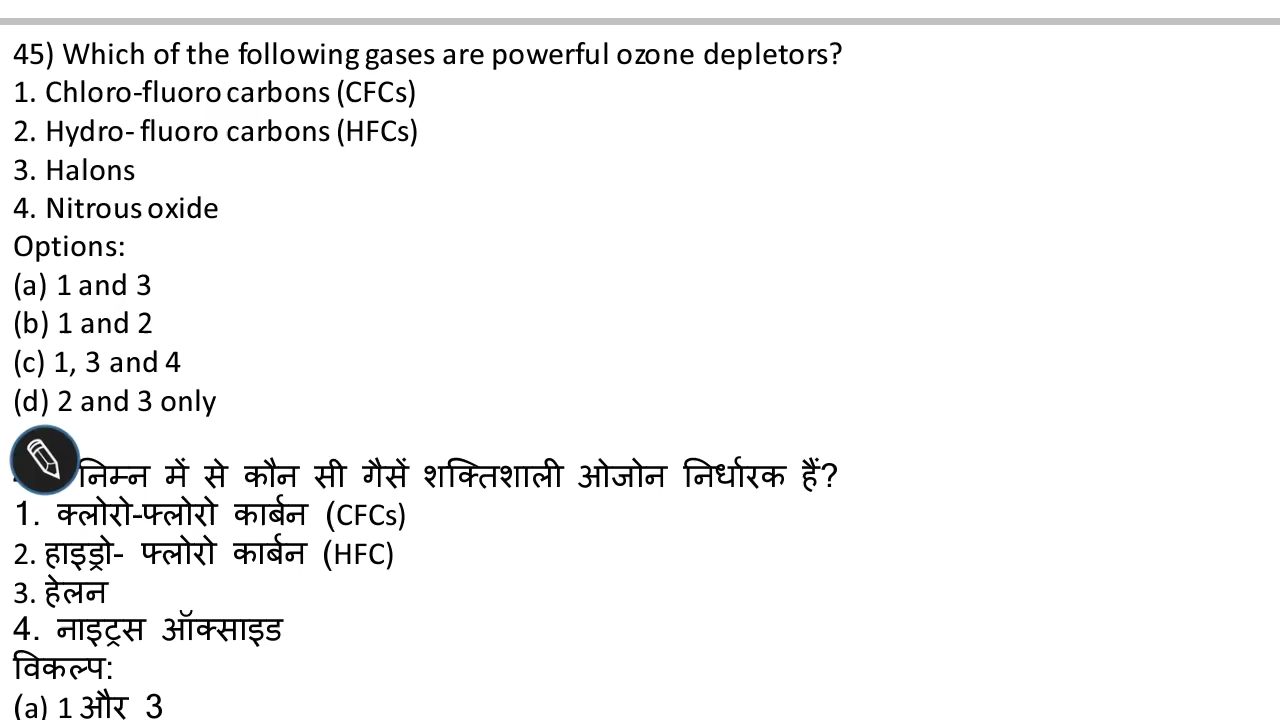 45) Which of the following gases are powerful ozone depletors?
1. Chloro-fluoro carbons (CFCs)
2. Hydro- fluoro carbons (HFCs)
3. Halons
4. Nitrous oxide
Options:
(a) 1 and 3
(b) 1 and 2
(c) 1, 3 and 4
(d) 2 and 3 only
निम्न में से कौन सी गैसें शक्तिशाली ओजोन निर्धारक हैं?
1. क्लोरो-फ्लोरो कार्बन (CFCs)
2. हाइड्रो- फ्लोरो कार्बन (HFC)
3. हेलन
4. नाइट्रस ऑक्साइड
विकल्प:
(a) 1 और 3